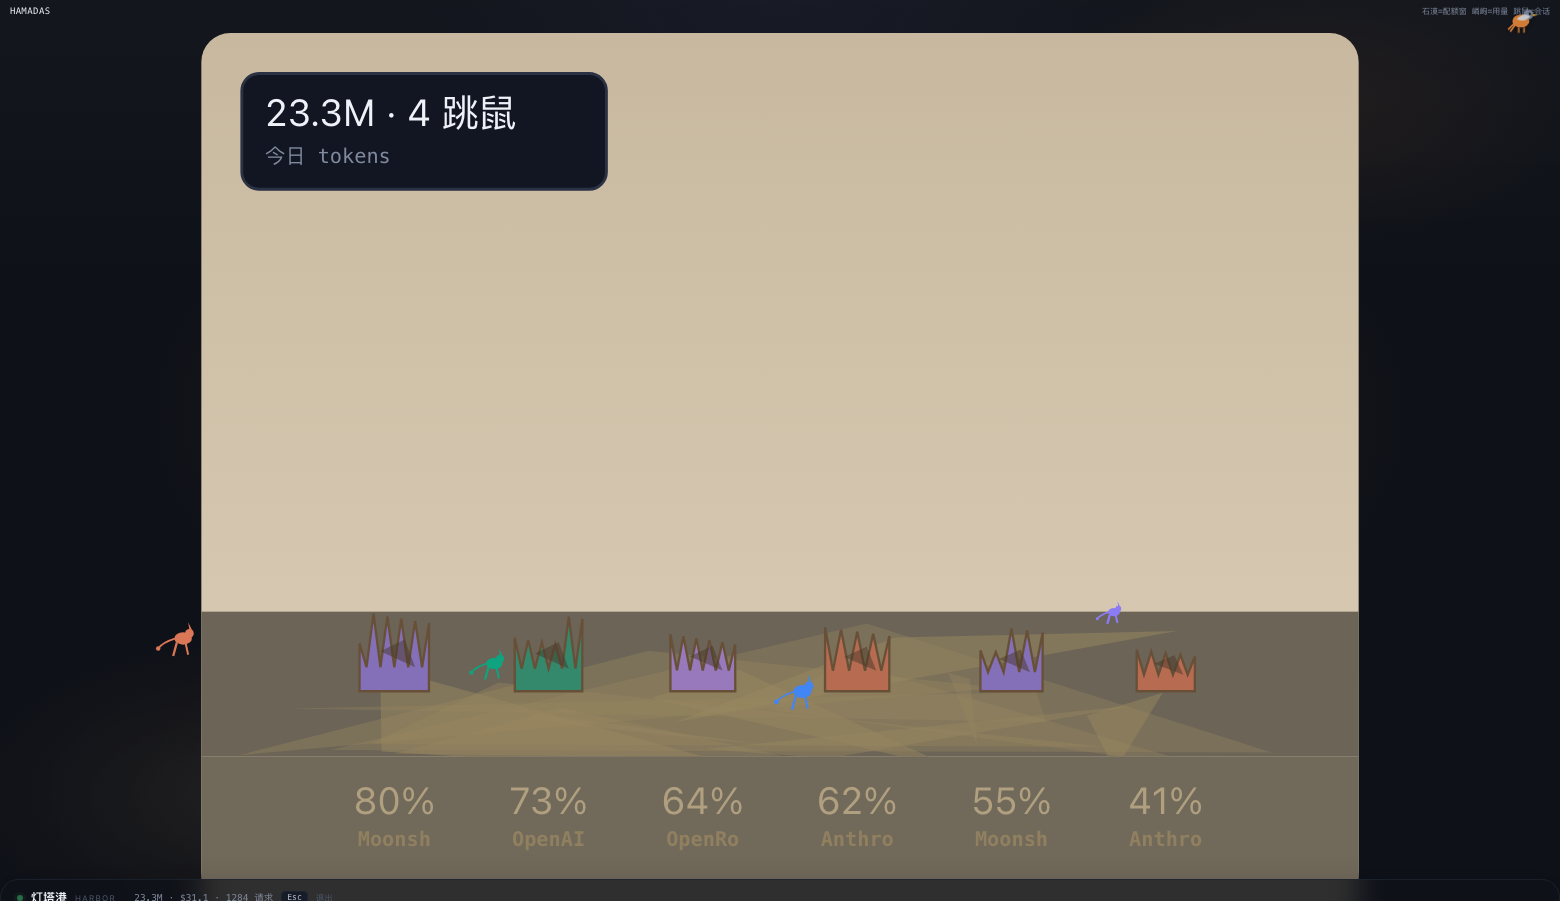 HAMADAS
石漠=配额窗 嶙峋=用量 跳鼠=会话
23.3M · 4 跳鼠
今日 tokens
80% 73% 64% 62% 55% 41%
Moonsh OpenAI OpenRo Anthro Moonsh Anthro
灯塔港 HARBOR 23.3M · $31.1 · 1284 请求 Esc 退出